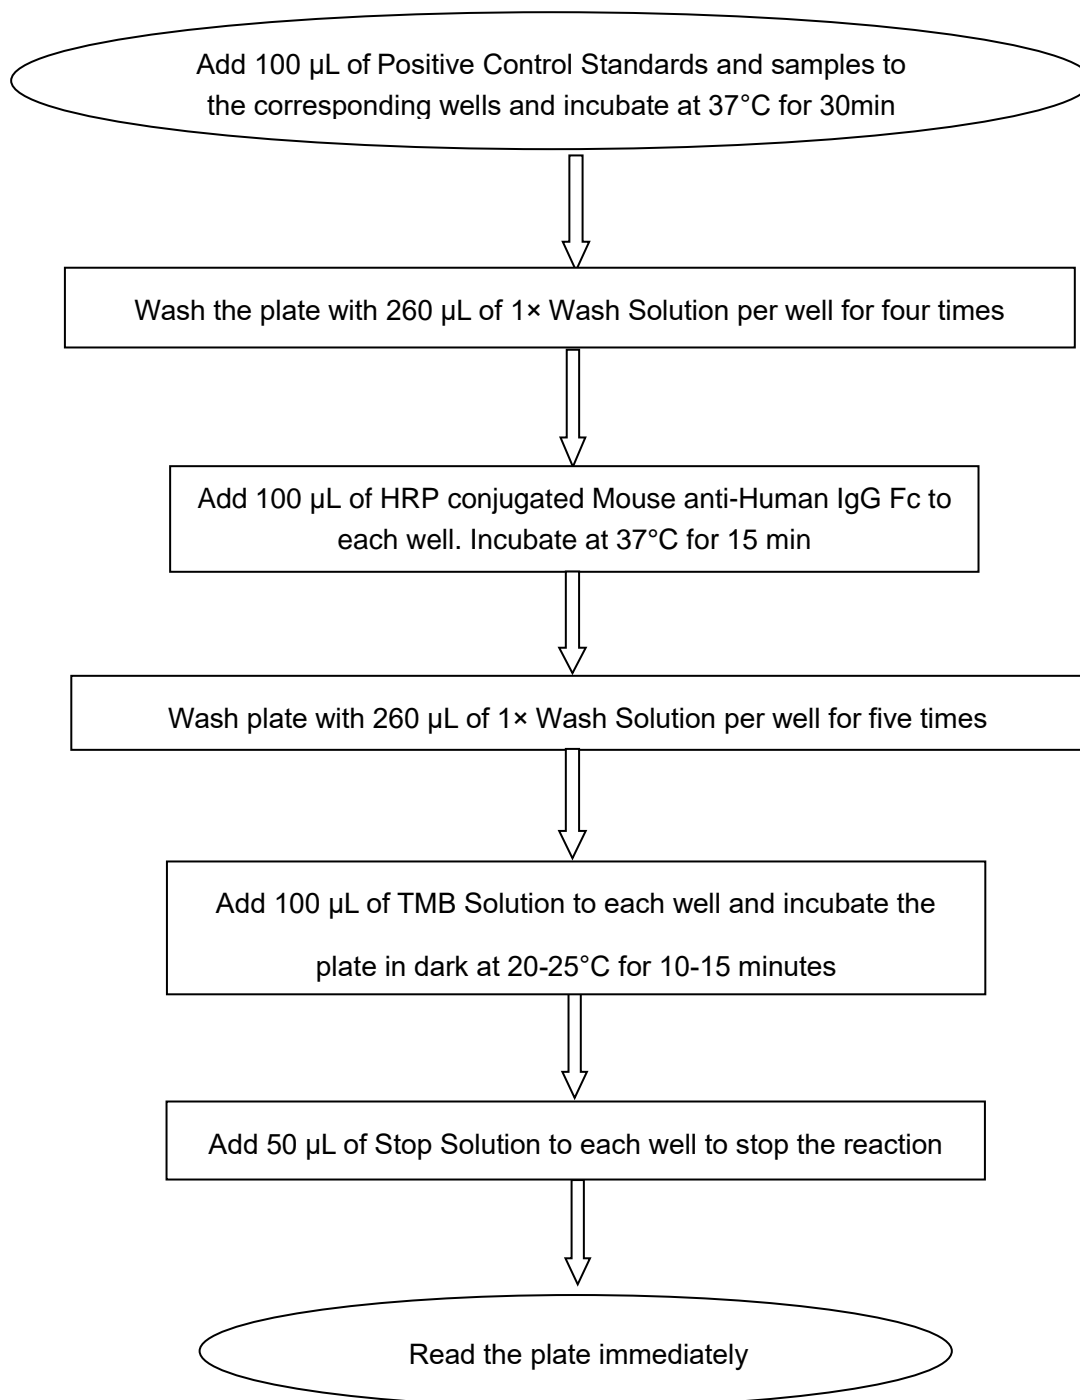 Add 100 µL of Positive Control Standards and samples to
the corresponding wells and incubate at 37°C for 30min
Wash the plate with 260 µL of 1× Wash Solution per well for four times
Add 100 µL of HRP conjugated Mouse anti-Human IgG Fc to
each well. Incubate at 37°C for 15 min
Wash plate with 260 µL of 1× Wash Solution per well for five times
Add 100 µL of TMB Solution to each well and incubate the
plate in dark at 20-25°C for 10-15 minutes
Add 50 µL of Stop Solution to each well to stop the reaction
Read the plate immediately